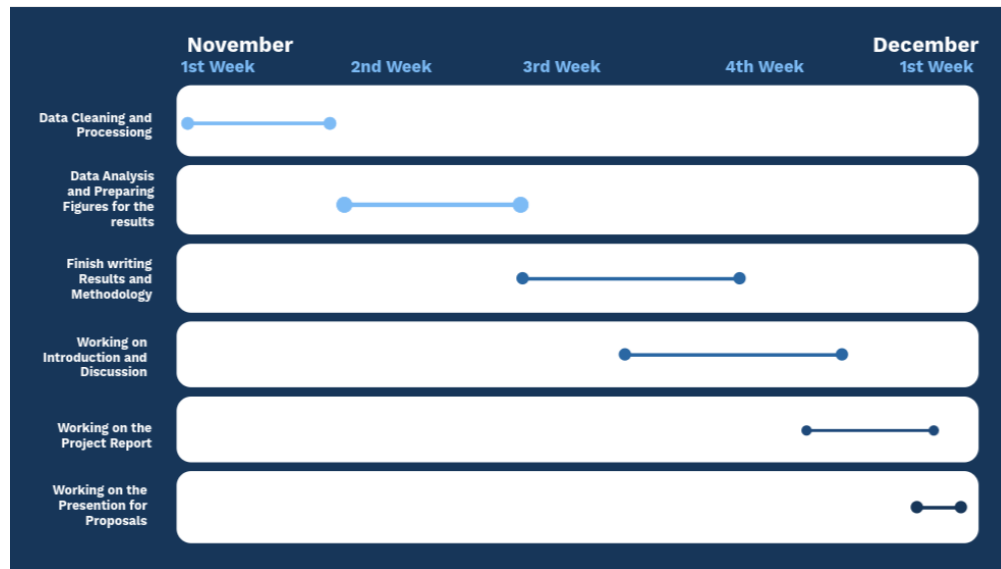 November
December
1st Week
2nd Week
3rd Week
4th Week
1st Week
Data Cleaning and
Processiong
Data Analysis
and Preparing
Figures for the
results
Finish writing
Results and
Methodology
Working on
Introduction and
Discussion
Working on the
Project Report
Working on the
Presention for
Proposals